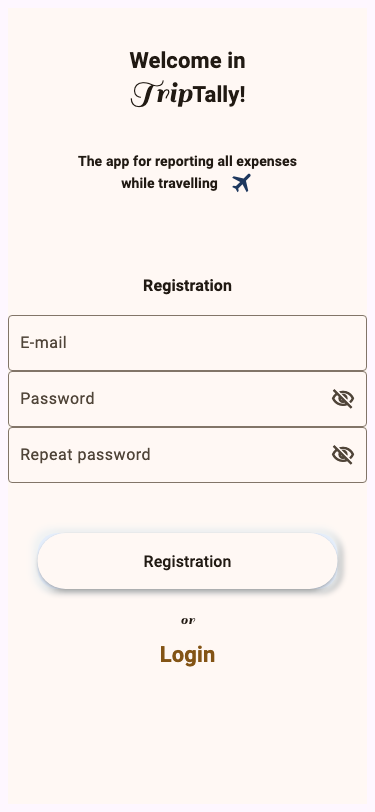 Welcome in
TripTally!
The app for reporting all expenses
while travelling
Registration
E-mail
Password
Repeat password
Registration
or
Login